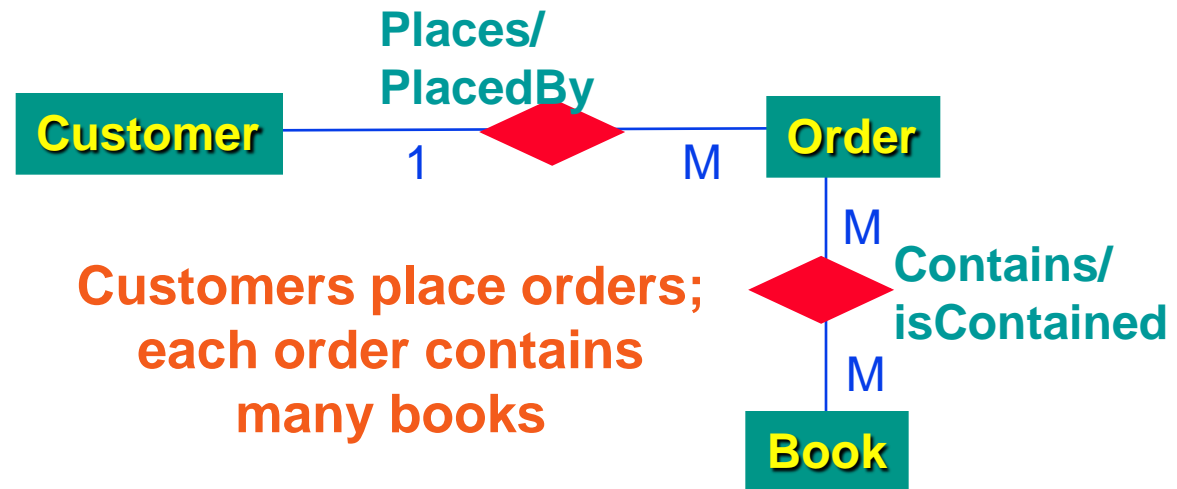 Places/
PlacedBy
Customer
Order
1
M
M
Contains/
isContained
Customers place orders;
each order contains
many books
M
Book